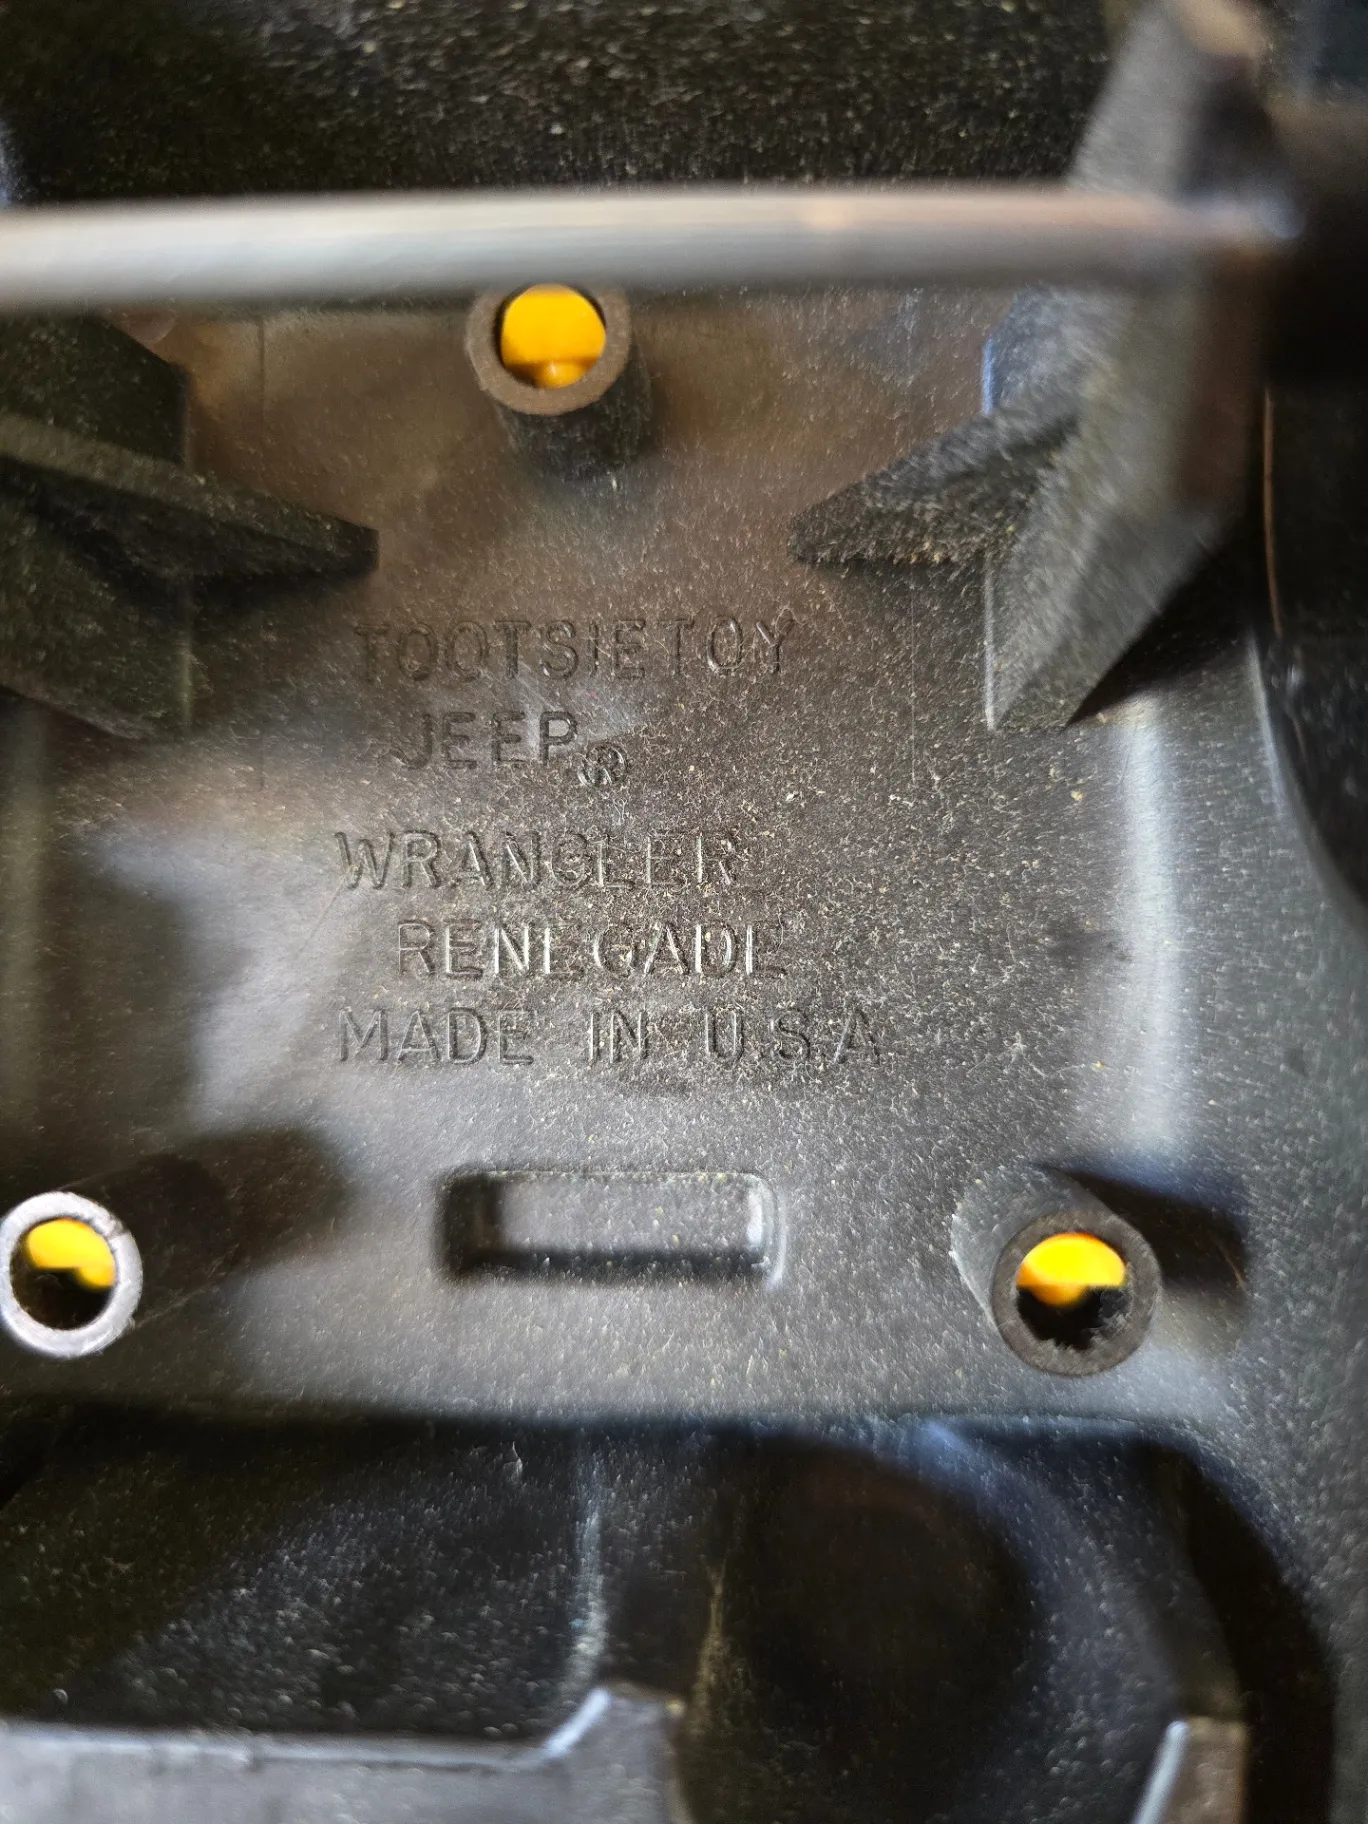 TOOTSIETOY
JEEP®
WRANGLER
RENEGADE
MADE IN U.S.A